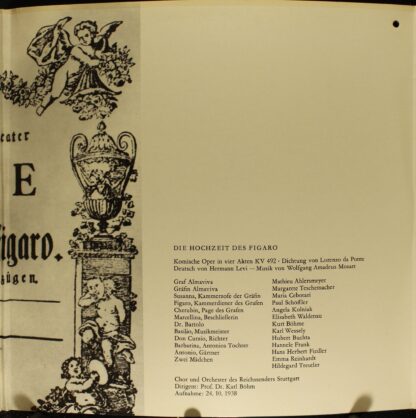 eater
E
igaro.
zügen.
DIE HOCHZEIT DES FIGARO
Komische Oper in vier Akten KV 492 · Dichtung von Lorenzo da Ponte
Deutsch von Hermann Levi – Musik von Wolfgang Amadeus Mozart
Graf Almaviva Mathieu Ahlersmeyer
Gräfin Almaviva Margarete Teschemacher
Susanna, Kammerzofe der Gräfin Maria Cebotari
Figaro, Kammerdiener des Grafen Paul Schöffler
Cherubin, Page des Grafen Angela Kolniak
Marcellina, Beschließerin Elisabeth Waldenau
Dr. Bartolo Kurt Böhme
Basilio, Musikmeister Karl Wessely
Don Curzio, Richter Hubert Buchta
Barbarina, Antonios Tochter Hannele Frank
Antonio, Gärtner Hans Herbert Fiedler
Zwei Mädchen Emma Reinhardt
Hildegard Treutler
Chor und Orchester des Reichssenders Stuttgart
Dirigent: Prof. Dr. Karl Böhm
Aufnahme: 24. 10. 1938